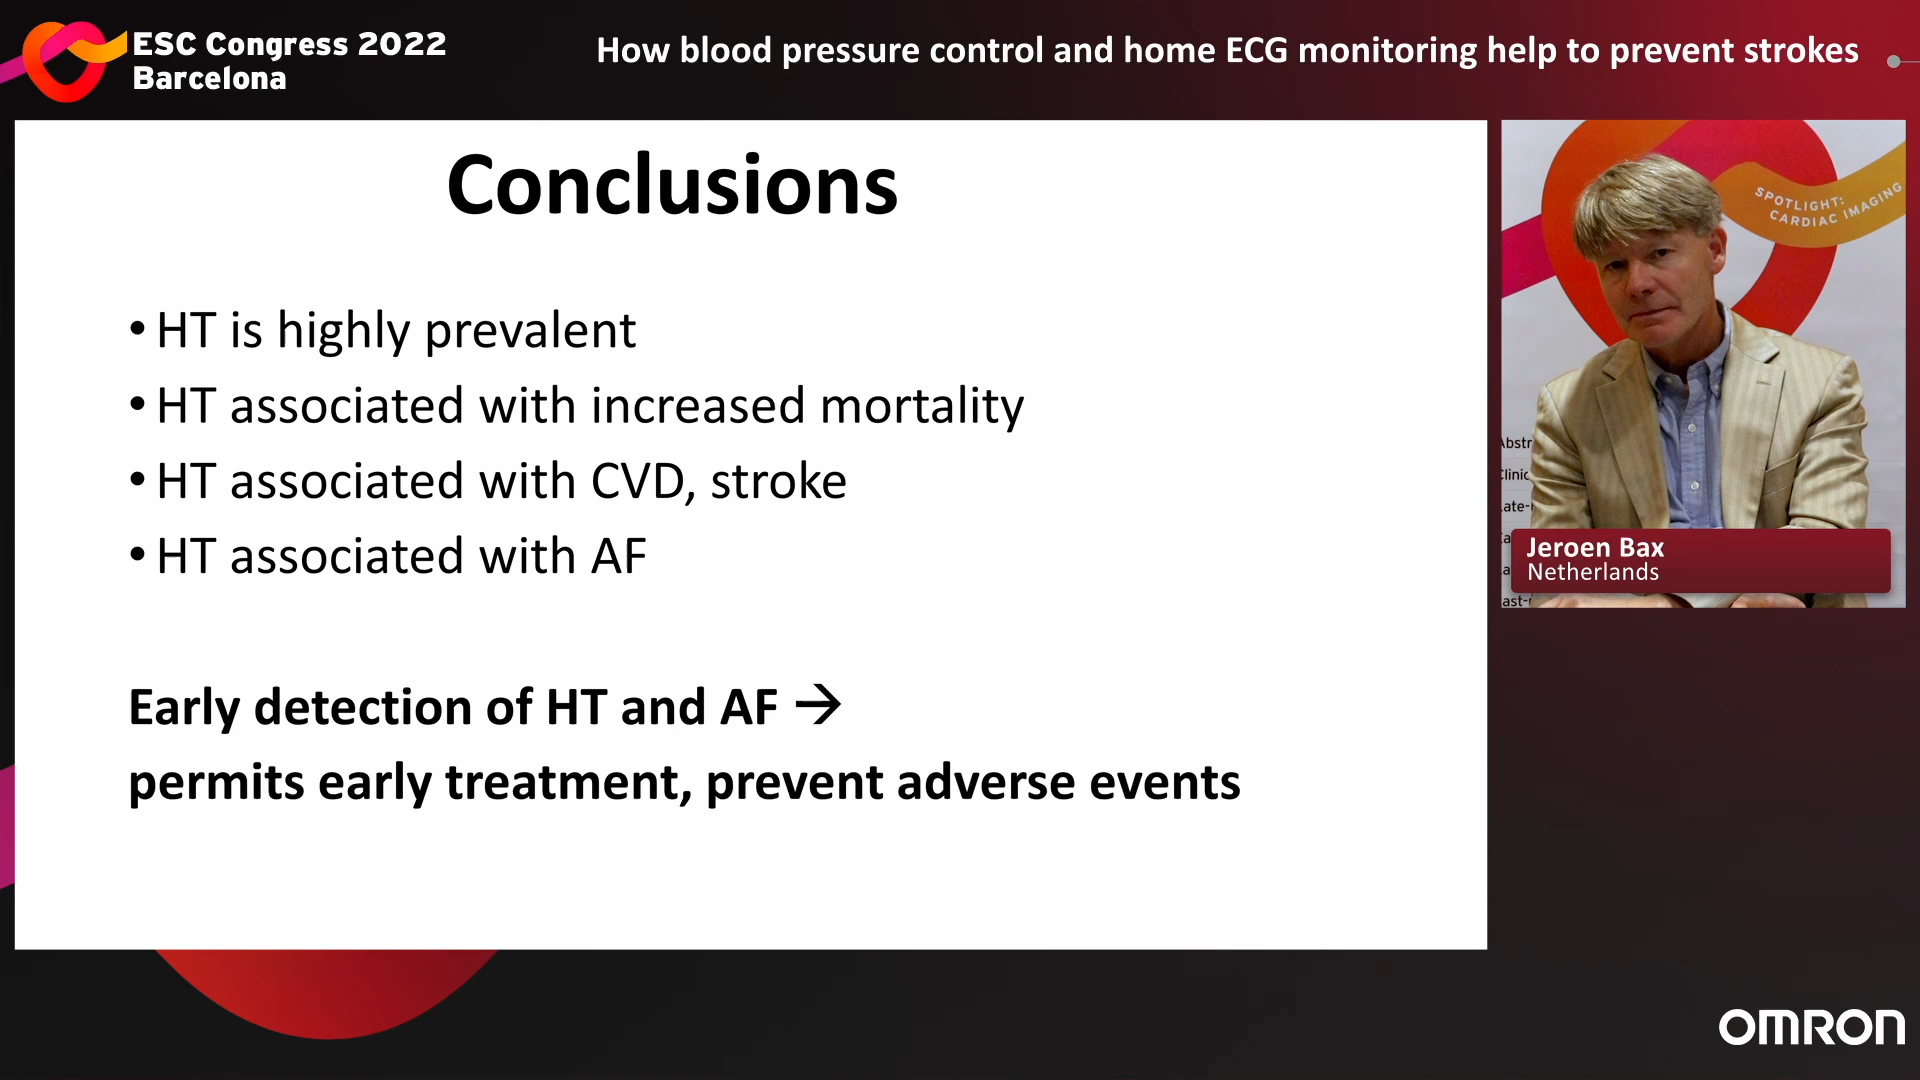 ESC Congress 2022
Barcelona
How blood pressure control and home ECG monitoring help to prevent strokes
Conclusions
• HT is highly prevalent
• HT associated with increased mortality
• HT associated with CVD, stroke
• HT associated with AF
Early detection of HT and AF →
permits early treatment, prevent adverse events
SPOTLIGHT:
CARDIAC IMAGING
Jeroen Bax
Netherlands
OMRON